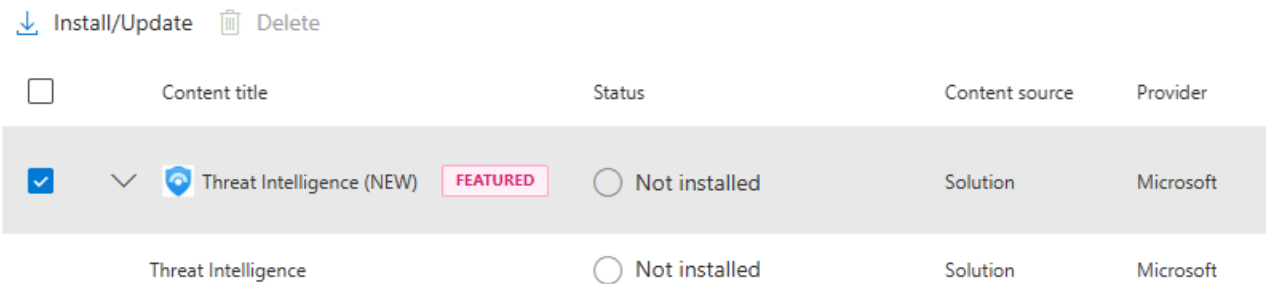 Install/Update Delete
Content title Status Content source Provider
Threat Intelligence (NEW) FEATURED Not installed Solution Microsoft
Threat Intelligence Not installed Solution Microsoft